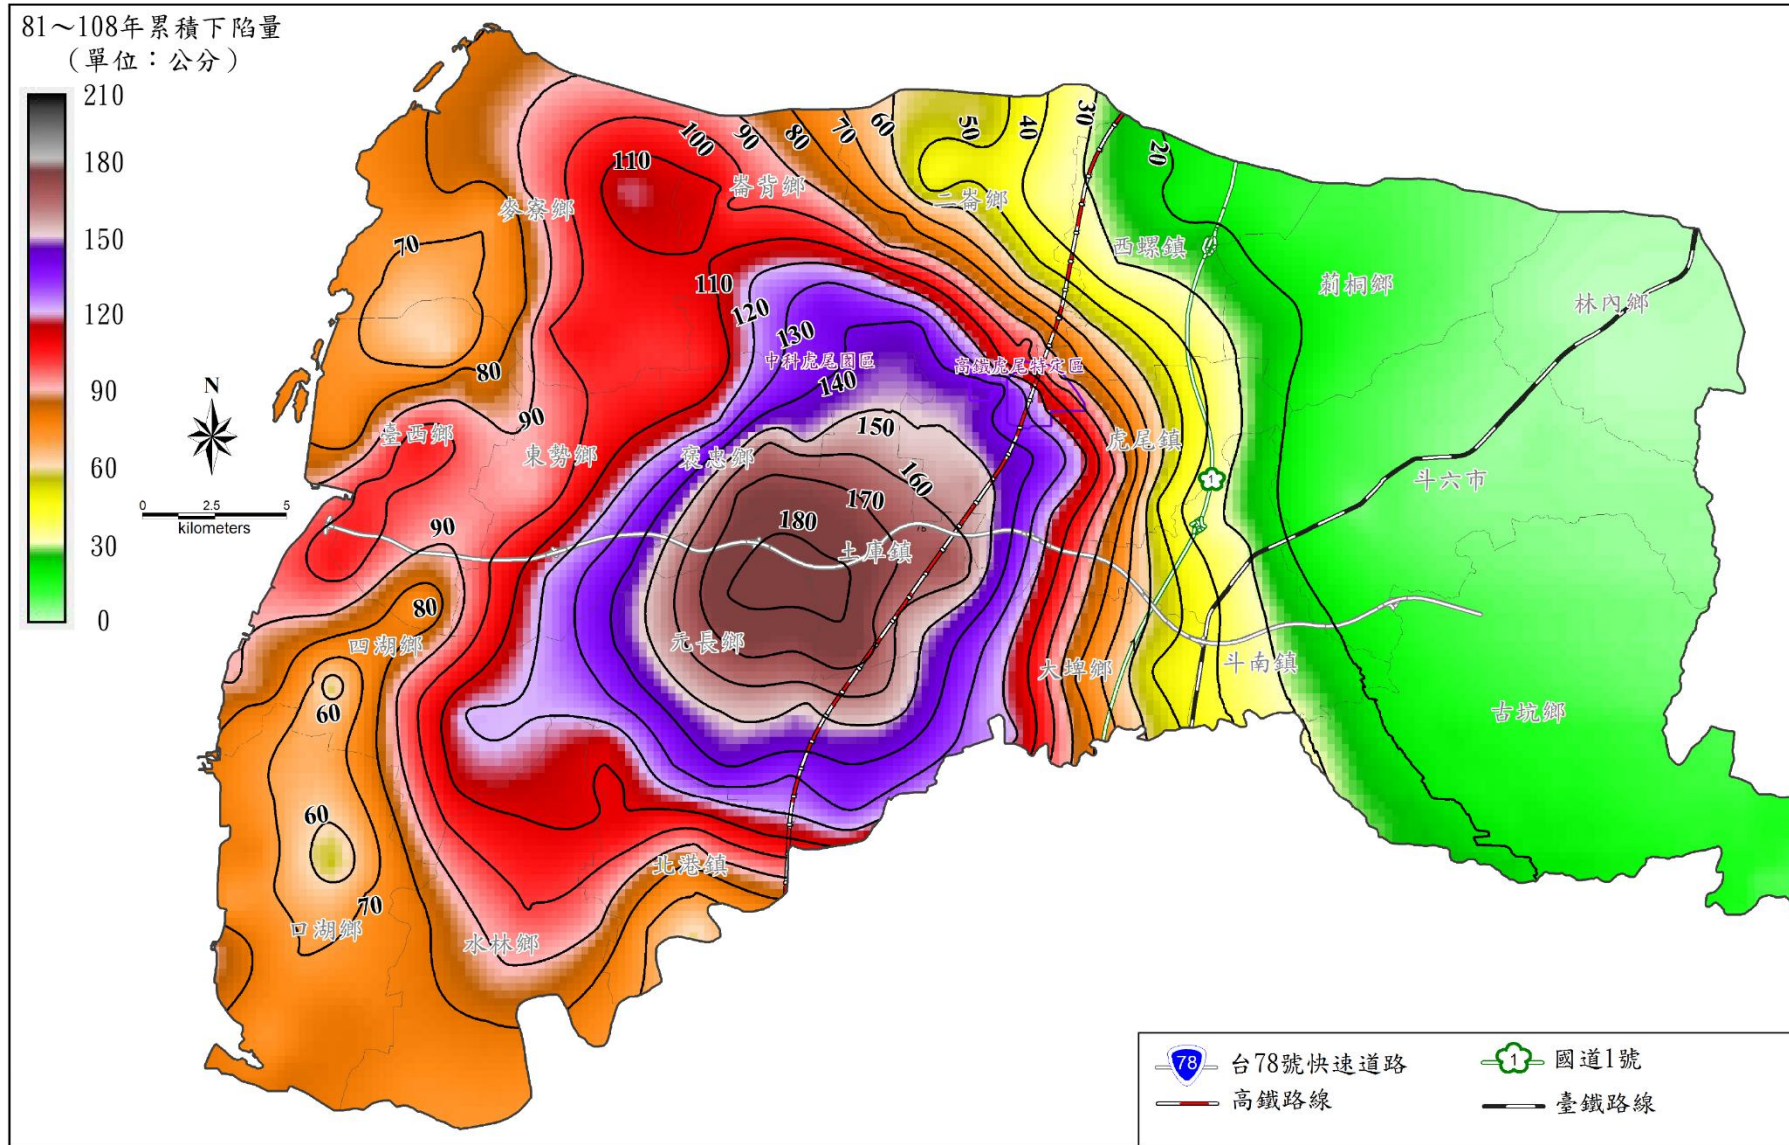 81～108年累積下陷量
（單位：公分）
210
180
150
120
90
60
30
0
N
0 2.5 5
kilometers
110
100
90
80
70
60
50
40
30
20
崙背鄉
二崙鄉
麥寮鄉
西螺鎮
莿桐鄉
林內鄉
70
110
120
130
中科虎尾園區
高鐵虎尾特定區
140
80
90
臺西鄉
東勢鄉
褒忠鄉
150
虎尾鎮
160
斗六市
1
170
180
90
土庫鎮
80
四湖鄉
元長鄉
大埤鄉
斗南鎮
60
古坑鄉
60
北港鎮
70
口湖鄉
水林鄉
78 台78號快速道路
1 國道1號
高鐵路線
臺鐵路線